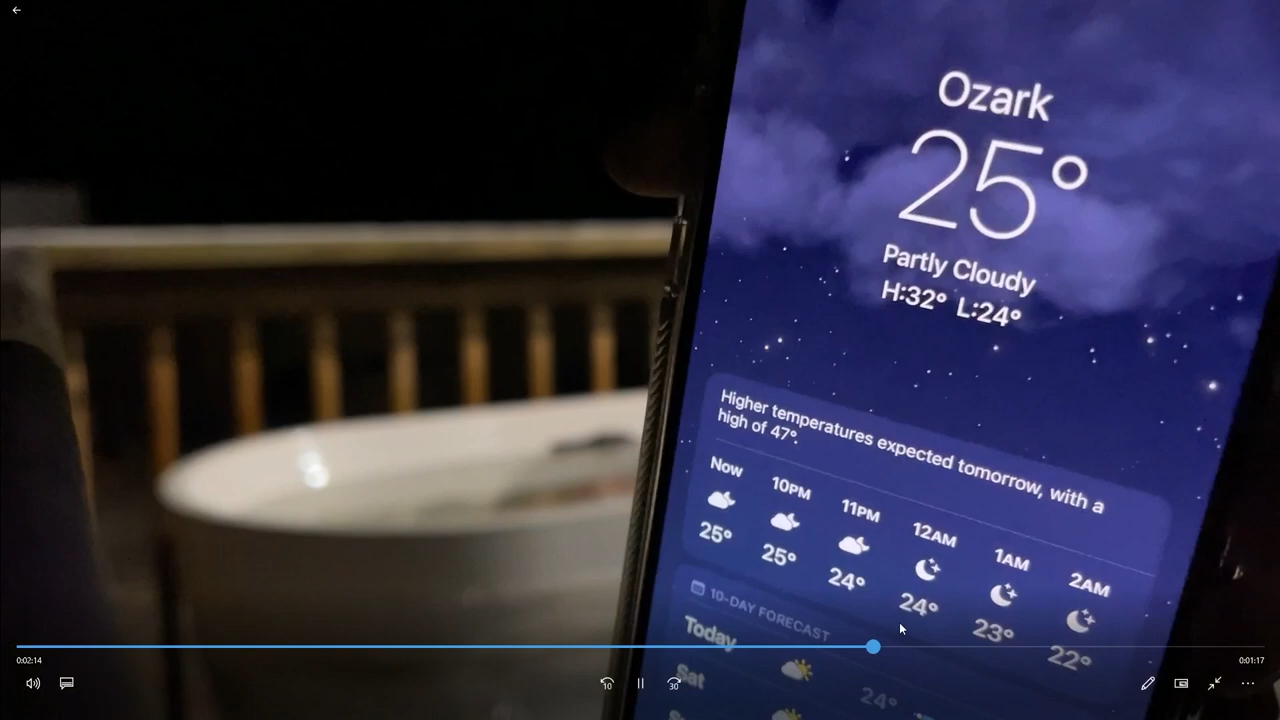 Ozark
25°
Partly Cloudy
H:32° L:24°
Higher temperatures expected tomorrow, with a
high of 47°.
Now 10PM 11PM 12AM 1AM 2AM
25° 25° 24° 24° 23° 22°
10-DAY FORECAST
Today
24°
Sat
0:02:14
0:01:17
10
30